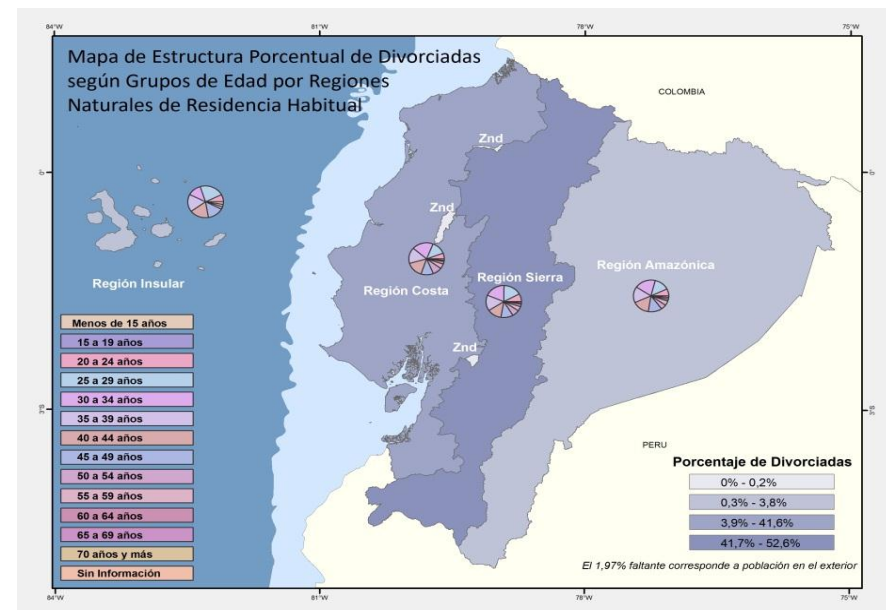 84°W
81°W
78°W
75°W
Mapa de Estructura Porcentual de Divorciadas
según Grupos de Edad por Regiones
Naturales de Residencia Habitual
COLOMBIA
Znd
0°
0°
Znd
Región Insular
Región Costa
Región Sierra
Región Amazónica
Znd
Menos de 15 años
15 a 19 años
20 a 24 años
25 a 29 años
30 a 34 años
35 a 39 años
40 a 44 años
45 a 49 años
50 a 54 años
55 a 59 años
60 a 64 años
65 a 69 años
70 años y más
Sin Información
3°S
3°S
PERU
Porcentaje de Divorciadas
0% - 0,2%
0,3% - 3,8%
3,9% - 41,6%
41,7% - 52,6%
El 1,97% faltante corresponde a población en el exterior
84°W
81°W
78°W
75°W